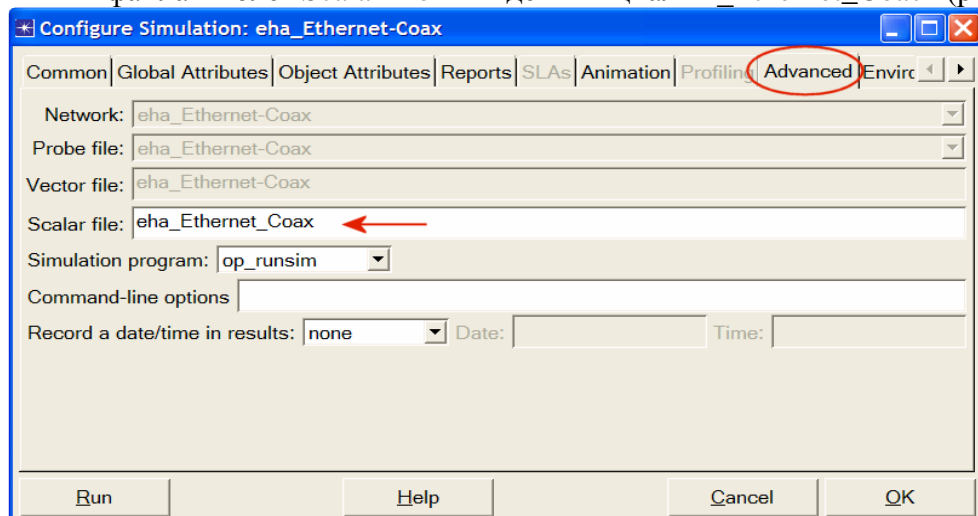 Configure Simulation: eha_Ethernet-Coax
Common Global Attributes Object Attributes Reports SLAs Animation Profiling Advanced Envirc
Network: eha_Ethernet-Coax
Probe file: eha_Ethernet-Coax
Vector file: eha_Ethernet-Coax
Scalar file: eha_Ethernet_Coax
Simulation program: op_runsim
Command-line options
Record a date/time in results: none Date: Time:
Run Help Cancel OK